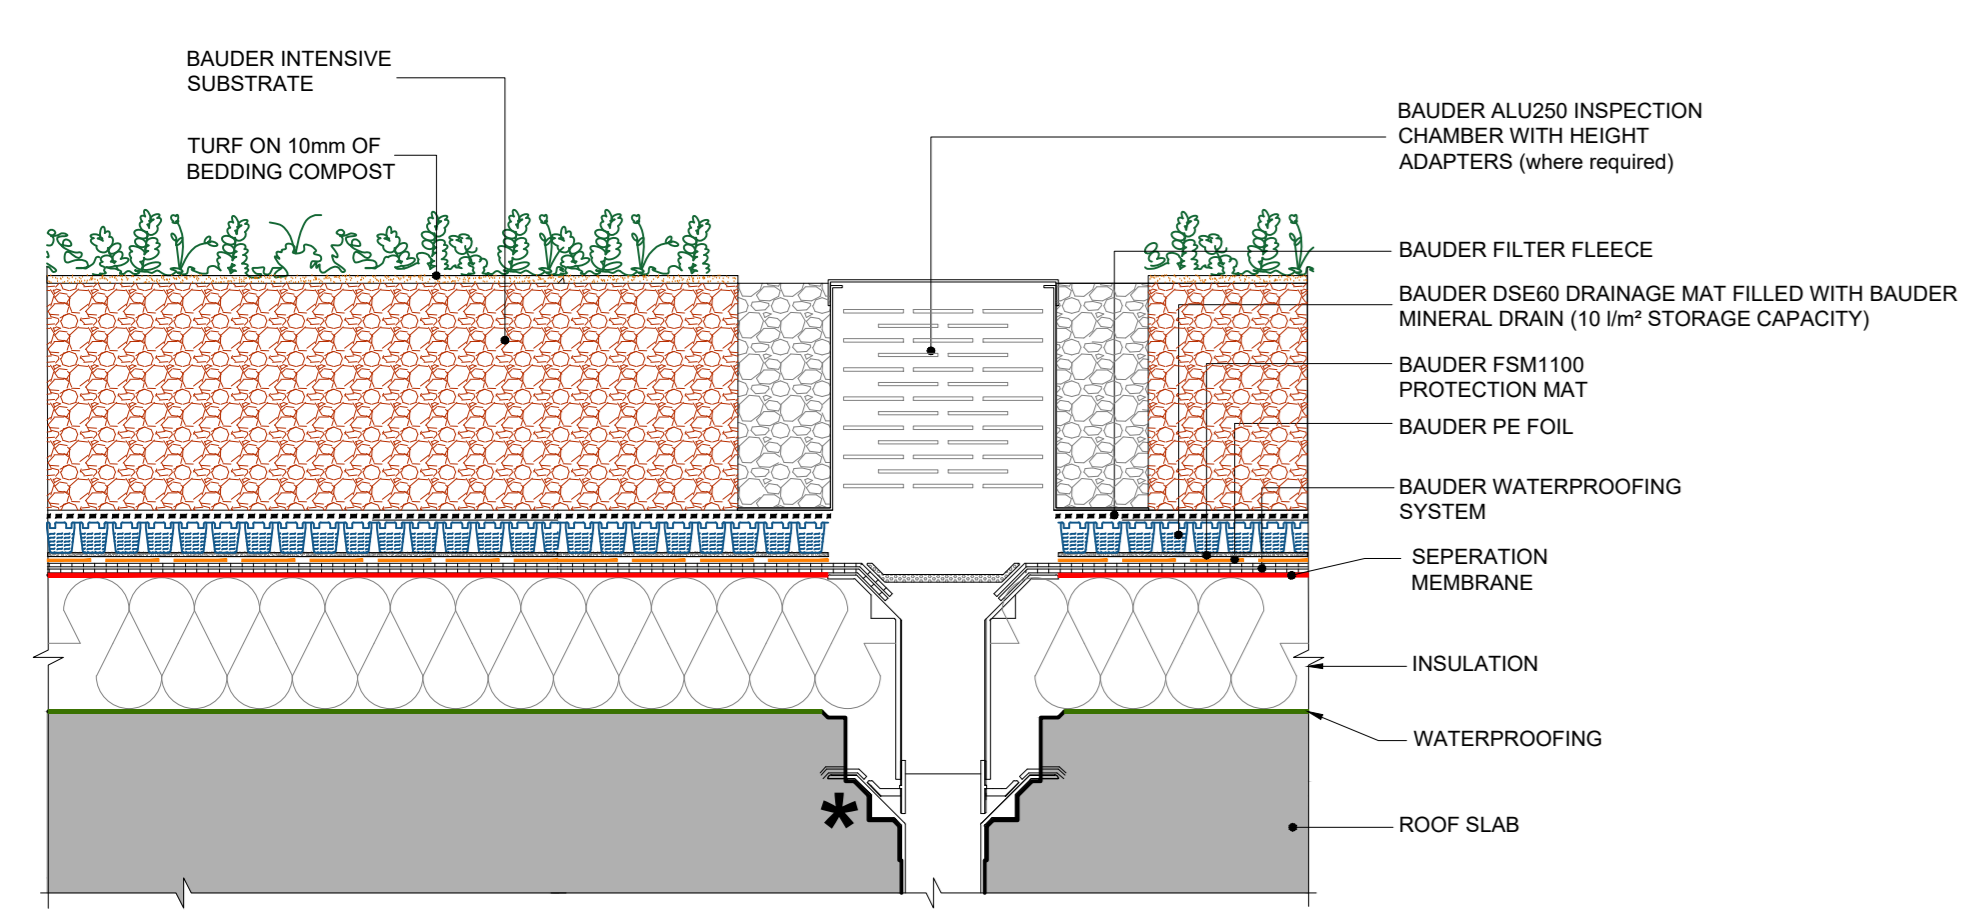 BAUDER INTENSIVE
SUBSTRATE
TURF ON 10mm OF
BEDDING COMPOST
BAUDER ALU250 INSPECTION
CHAMBER WITH HEIGHT
ADAPTERS (where required)
BAUDER FILTER FLEECE
BAUDER DSE60 DRAINAGE MAT FILLED WITH BAUDER
MINERAL DRAIN (10 l/m² STORAGE CAPACITY)
BAUDER FSM1100
PROTECTION MAT
BAUDER PE FOIL
BAUDER WATERPROOFING
SYSTEM
SEPERATION
MEMBRANE
INSULATION
WATERPROOFING
*
ROOF SLAB